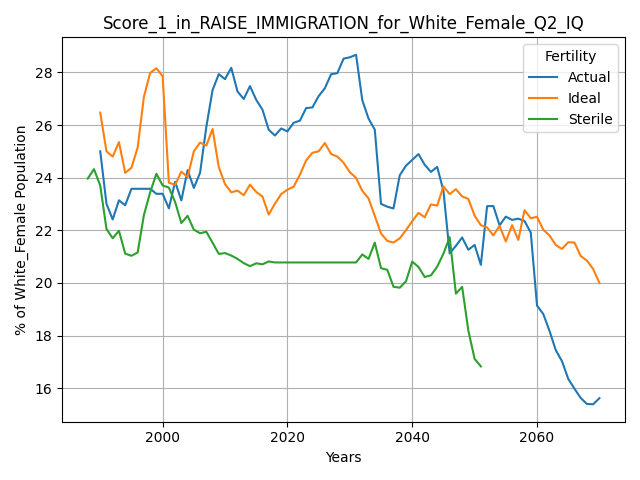 Score_1_in_RAISE_IMMIGRATION_for_White_Female_Q2_IQ
Fertility
Actual
Ideal
Sterile
% of White_Female Population
28
26
24
22
20
18
16
2000
2020
2040
2060
Years